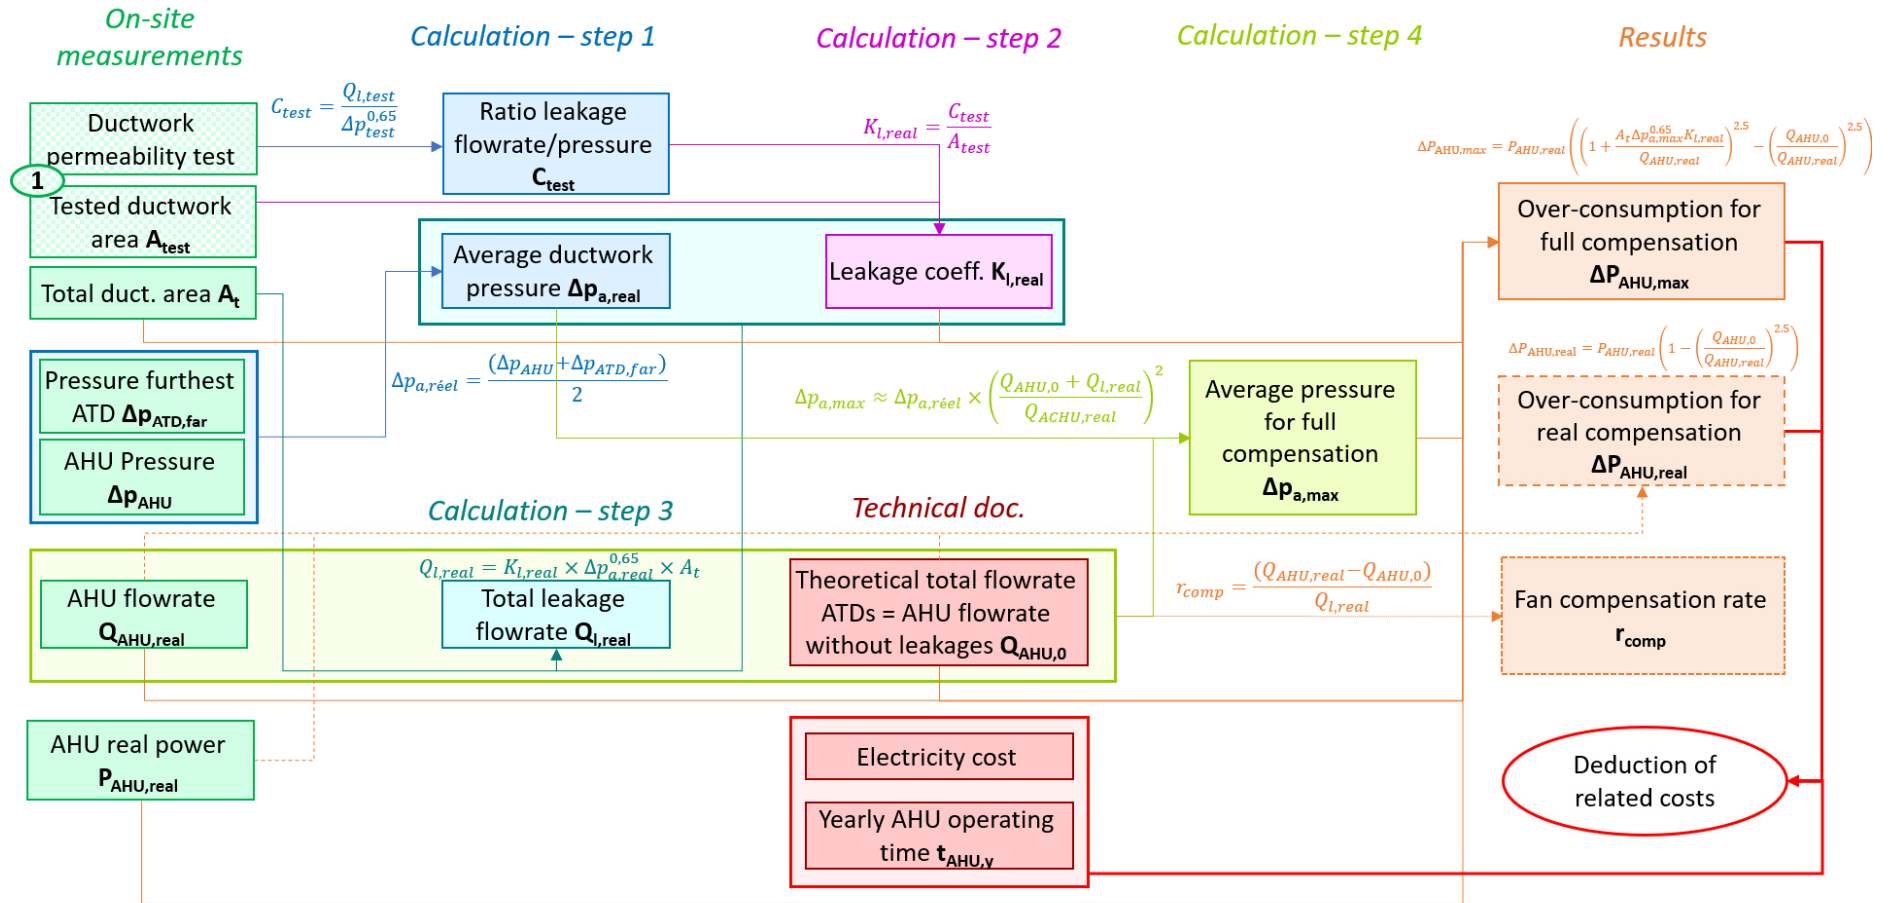 On-site
measurements
Calculation – step 1
Calculation – step 2
Calculation – step 4
Results
Ductwork
permeability test
1
Tested ductwork
area A_test
Total duct. area A_t
Pressure furthest
ATD Δp_ATD,far
AHU Pressure
Δp_AHU
AHU flowrate
Q_AHU,real
AHU real power
P_AHU,real
C_test = Q_l,test / Δp_test^0,65
Ratio leakage
flowrate/pressure
C_test
Average ductwork
pressure Δp_a,real
Δp_a,réel = (Δp_AHU+Δp_ATD,far) / 2
Calculation – step 3
Q_l,real = K_l,real × Δp_a,real^0,65 × A_t
Total leakage
flowrate Q_l,real
K_l,real = C_test / A_test
Leakage coeff. K_l,real
Δp_a,max ≈ Δp_a,réel × ((Q_AHU,0 + Q_l,real) / Q_ACHU,real)^2
Technical doc.
Theoretical total flowrate
ATDs = AHU flowrate
without leakages Q_AHU,0
Electricity cost
Yearly AHU operating
time t_AHU,y
Average pressure
for full
compensation
Δp_a,max
r_comp = (Q_AHU,real−Q_AHU,0) / Q_l,real
ΔP_AHU,max = P_AHU,real((1 + A_t Δp_a,max^0.65 K_l,real / Q_AHU,real)^2.5 − (Q_AHU,0 / Q_AHU,real)^2,5)
Over-consumption for
full compensation
ΔP_AHU,max
ΔP_AHU,real = P_AHU,real(1 − (Q_AHU,0 / Q_AHU,real)^2.5)
Over-consumption for
real compensation
ΔP_AHU,real
Fan compensation rate
r_comp
Deduction of
related costs